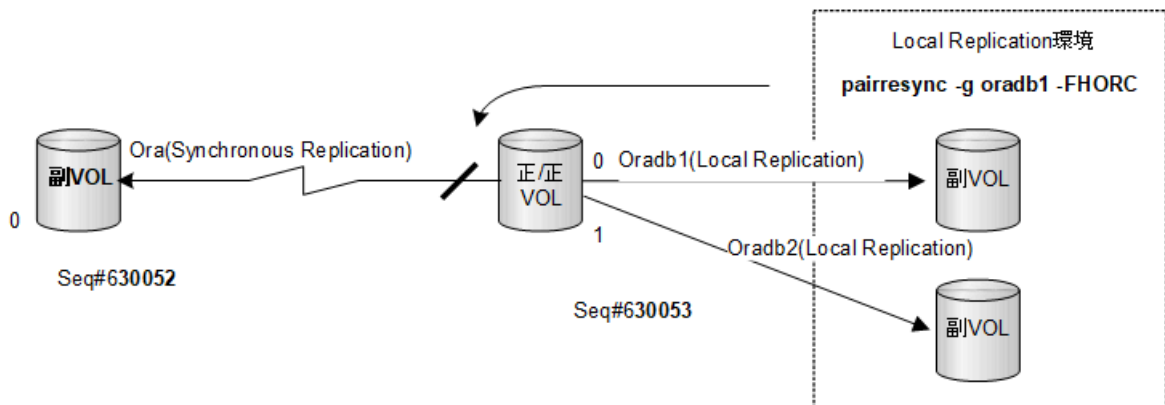 Local Replication環境
pairresync -g oradb1 -FHORC
Ora(Synchronous Replication)
0
Oradb1(Local Replication)
副VOL
正/正
VOL
副VOL
0
1
Oradb2(Local Replication)
Seq#630052
Seq#630053
副VOL